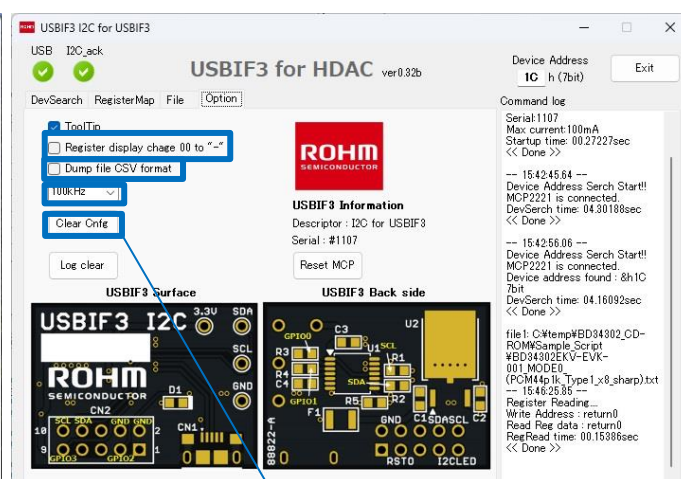 USBIF3 I2C for USBIF3
USB I2C_ack
USBIF3 for HDAC ver0.32b
Device Address
1C h (7bit)
Exit
DevSearch RegisterMap File Option
Command log
ToolTip
Register display chage 00 to "-"
Dump file CSV format
100kHz
Clear Cnfg
Log clear
ROHM
SEMICONDUCTOR
USBIF3 Information
Descriptor : I2C for USBIF3
Serial : #1107
Reset MCP
USBIF3 Surface
USBIF3 I2C
3.3V SDA
SCL
GND
ROHM
SEMICONDUCTOR
D1
CN2
CN1
SCL SDA GND GND
10 2
9 1
GPIO3 GPIO2
USBIF3 Back side
GPIO0
C3
U2
U1 SCL
R3
R1
R4
C4
SDA
R2
GPIO1
R5
F1
C1 C2
GND SDA SCL
88822-A
RST0 I2CLED
Serial:1107
Max current:100mA
Startup time: 00.27227sec
<< Done >>
-- 15:42:45.64 --
Device Address Serch Start!!
MCP2221 is connected.
DevSerch time: 04.30188sec
<< Done >>
-- 15:42:56.06 --
Device Address Serch Start!!
MCP2221 is connected.
Device address found : &h1C
7bit
DevSerch time: 04.16092sec
<< Done >>
file1: C:¥temp¥BD34302_CD-
ROM¥Sample_Script
¥BD34302EKV-EVK-
001_MODE0_
(PCM44p1k_Type1_x8_sharp).txt
-- 15:46:25.85 --
Register Reading...
Write Address : return0
Read Reg data : return0
RegRead time: 00.15386sec
<< Done >>